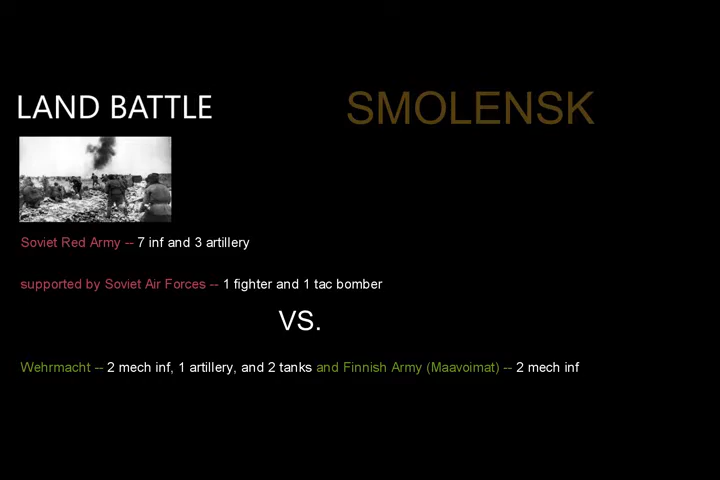 LAND BATTLE
SMOLENSK
Soviet Red Army -- 7 inf and 3 artillery
supported by Soviet Air Forces -- 1 fighter and 1 tac bomber
VS.
Wehrmacht -- 2 mech inf, 1 artillery, and 2 tanks and Finnish Army (Maavoimat) -- 2 mech inf